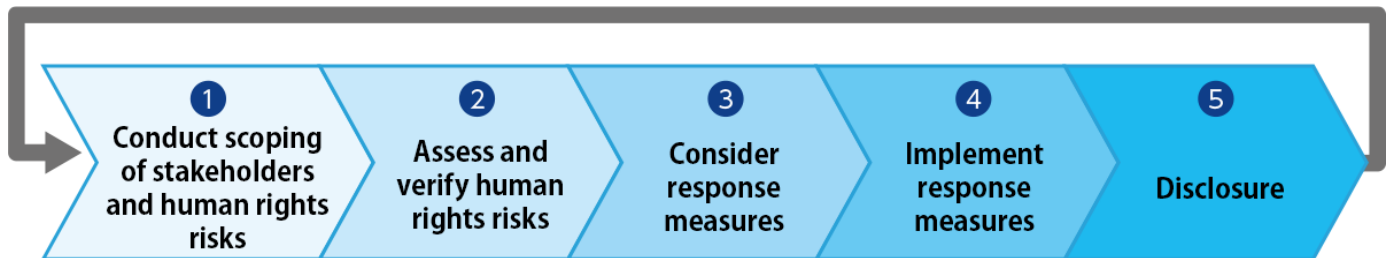 1
Conduct scoping
of stakeholders
and human rights
risks
2
Assess and
verify human
rights risks
3
Consider
response
measures
4
Implement
response
measures
5
Disclosure